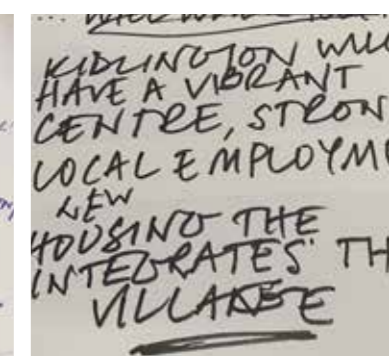 KIDLINGTON WILL
HAVE A VIBRANT
CENTRE, STRON
LOCAL EMPLOYM
NEW
HOUSING THE
INTEGRATES' TH
VILLAGE